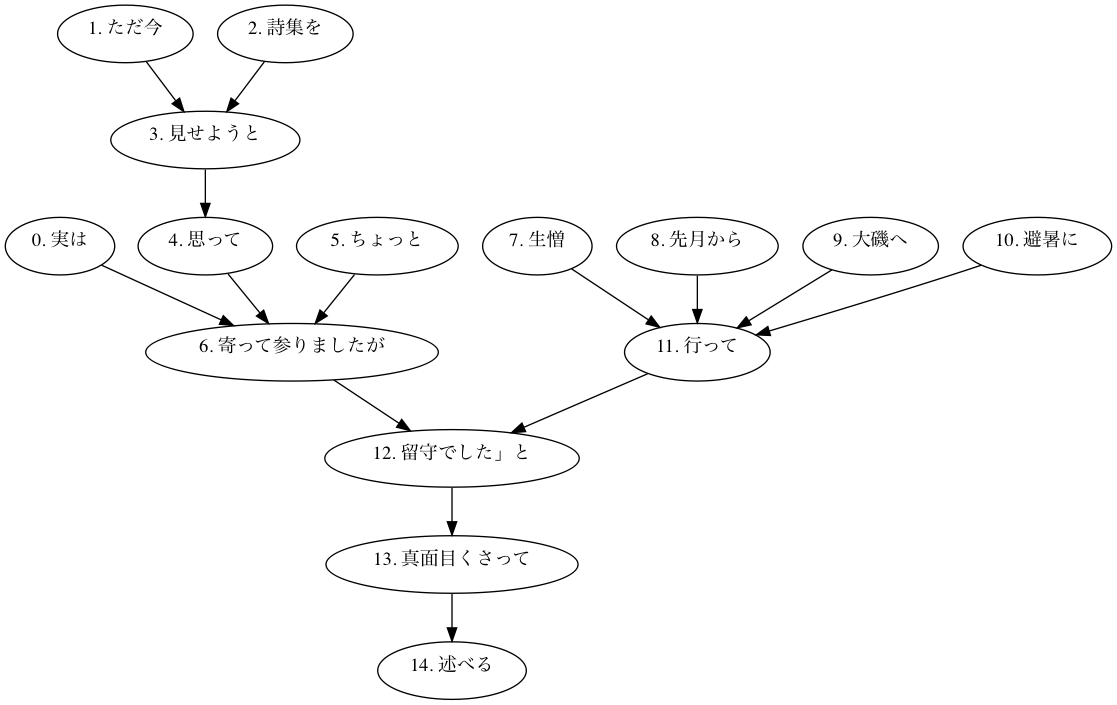 1. ただ今
2. 詩集を
3. 見せようと
0. 実は
4. 思って
5. ちょっと
7. 生憎
8. 先月から
9. 大磯へ
10. 避暑に
6. 寄って参りましたが
11. 行って
12. 留守でした」と
13. 真面目くさって
14. 述べる